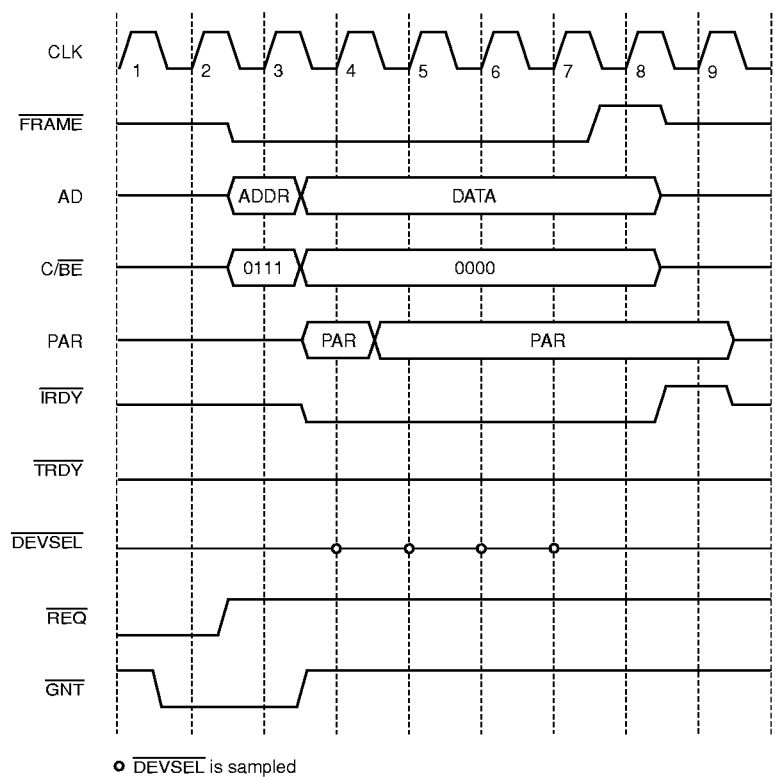 CLK
1 2 3 4 5 6 7 8 9
FRAME
AD ADDR DATA
C/BE 0111 0000
PAR PAR PAR
IRDY
TRDY
DEVSEL
REQ
GNT
DEVSEL is sampled